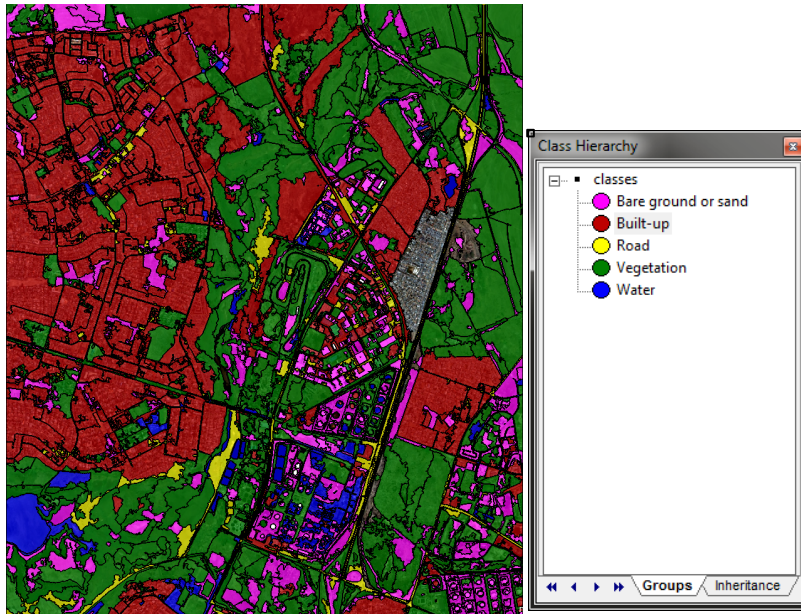 Class Hierarchy
classes
Bare ground or sand
Built-up
Road
Vegetation
Water
Groups
Inheritance